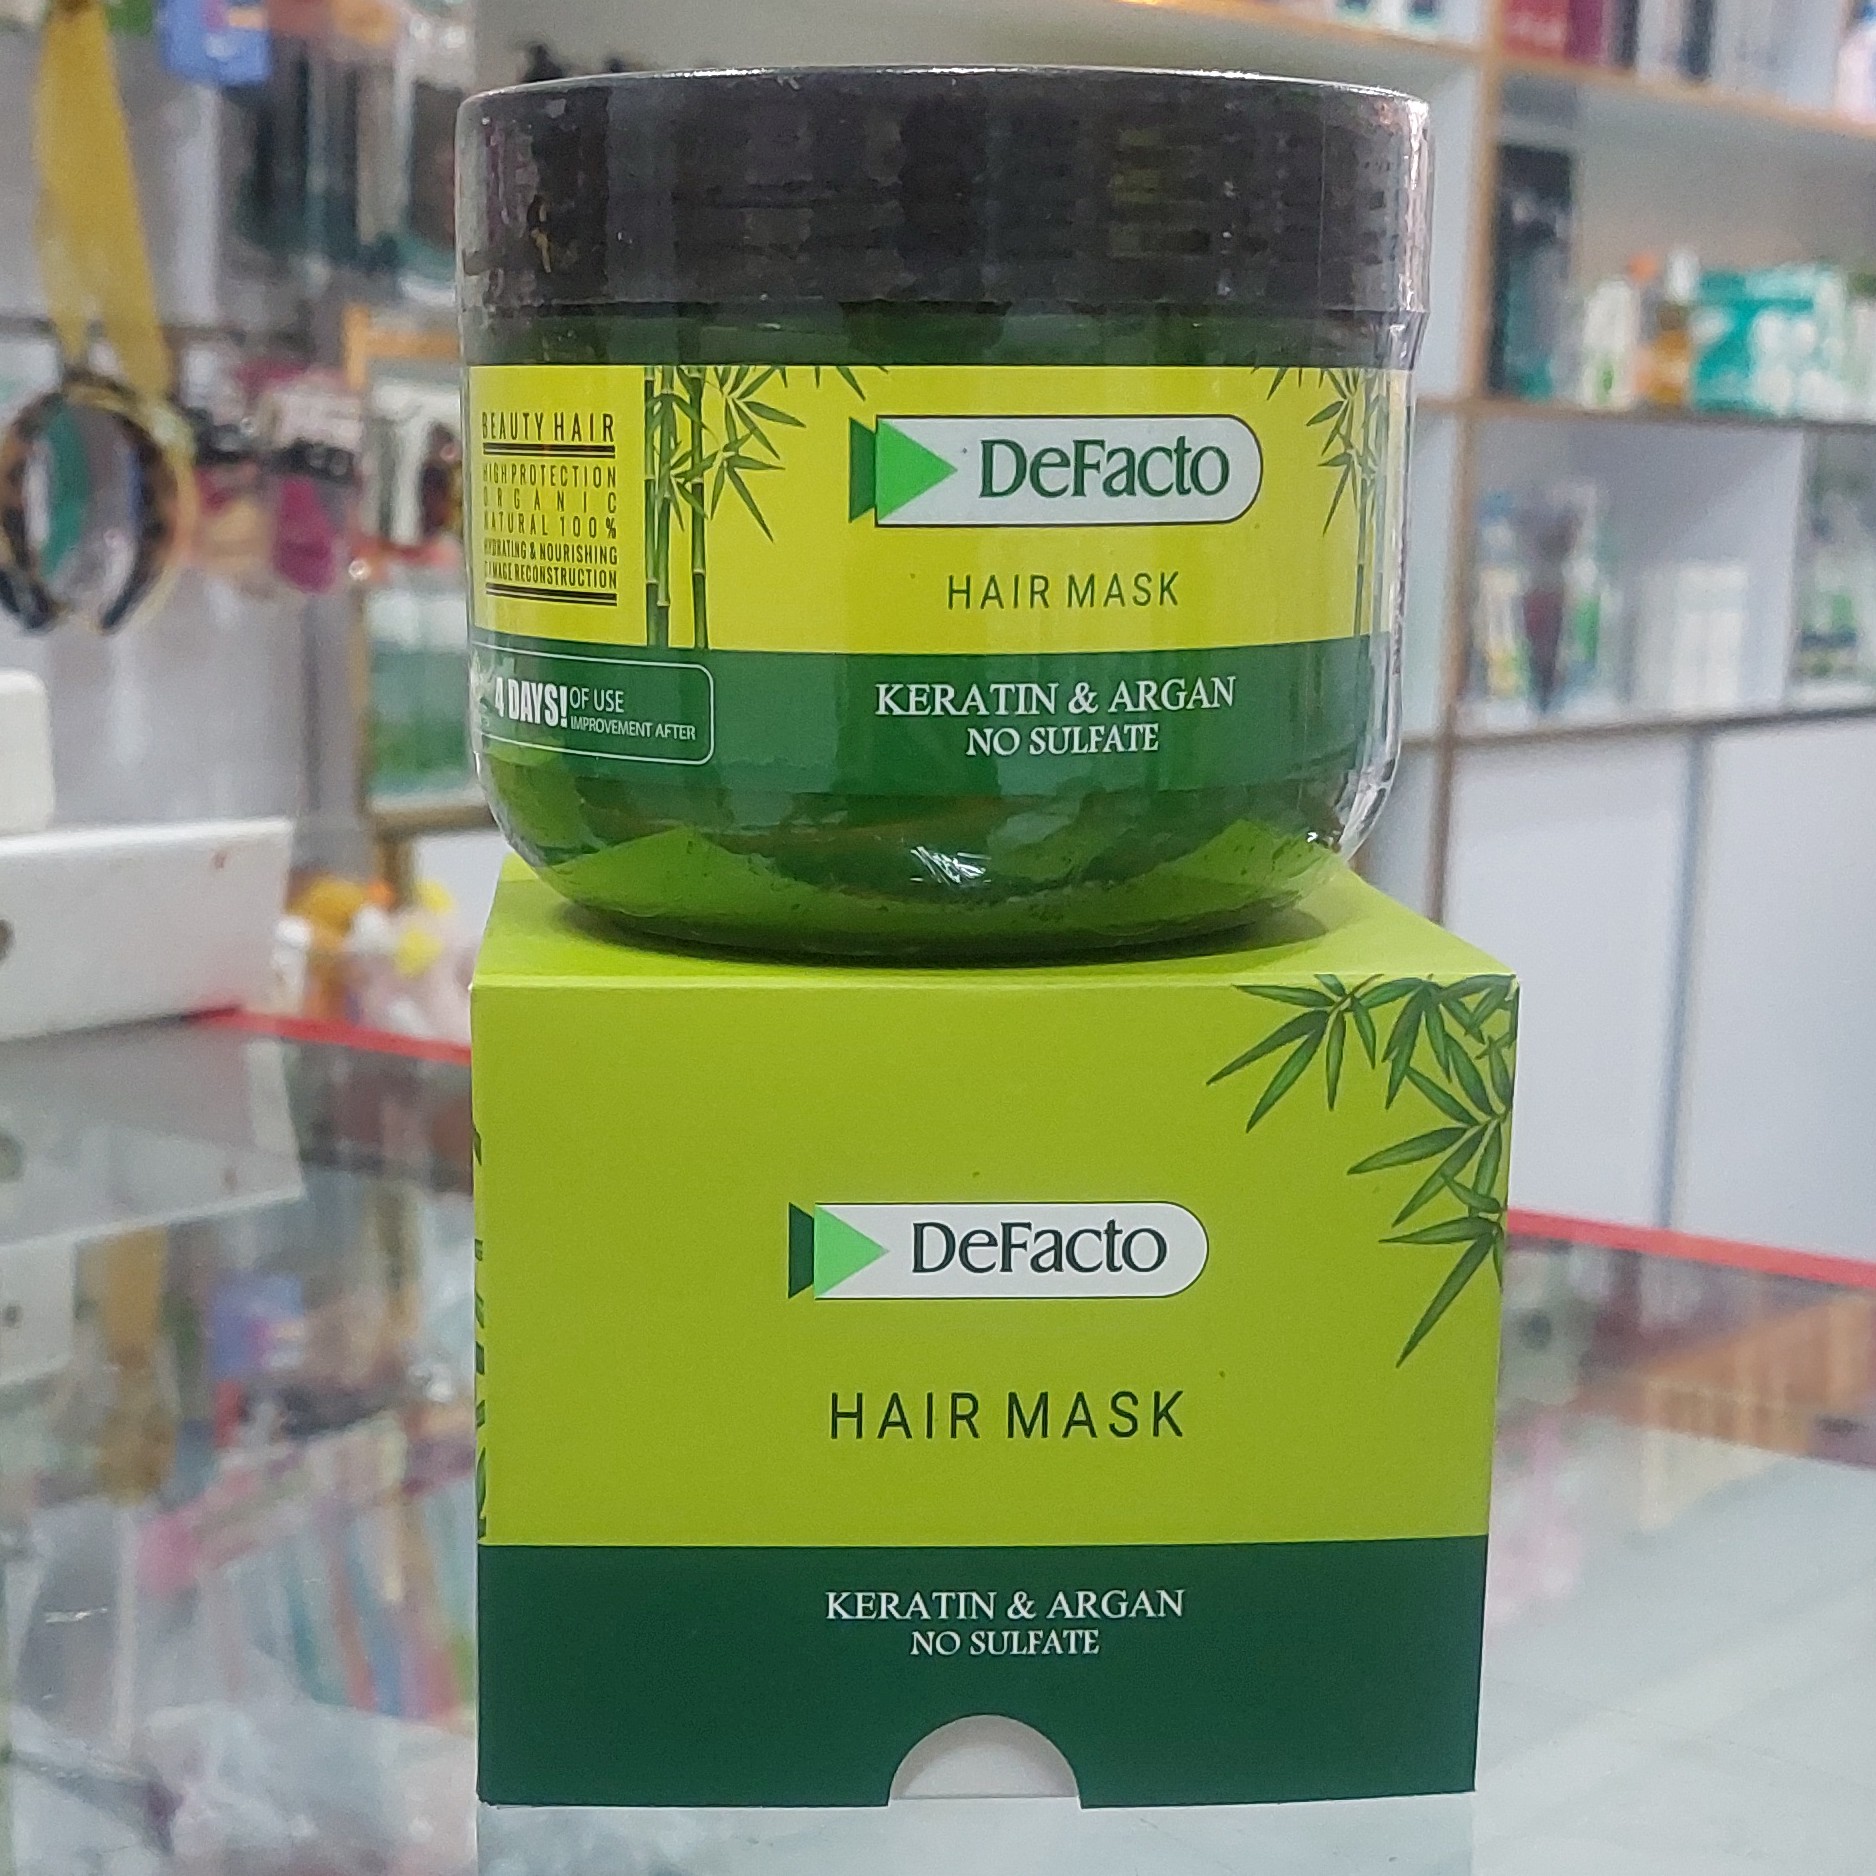 BEAUTY HAIR
HIGH PROTECTION
ORGANIC
NATURAL 100%
HYDRATING & NOURISHING
DAMAGE RECONSTRUCTION
4 DAYS! OF USE
IMPROVEMENT AFTER
DeFacto
HAIR MASK
KERATIN & ARGAN
NO SULFATE
DeFacto
HAIR MASK
KERATIN & ARGAN
NO SULFATE